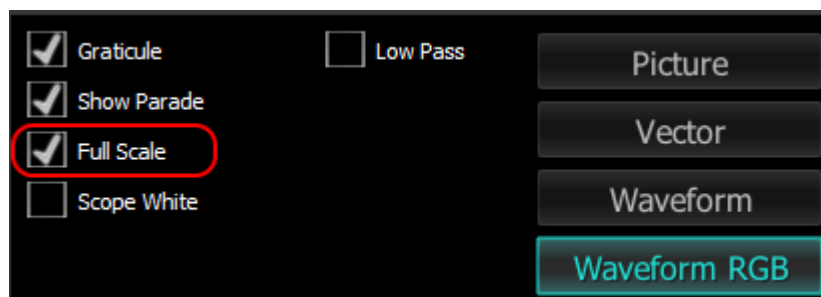 Graticule
Low Pass
Picture
Show Parade
Vector
Full Scale
Scope White
Waveform
Waveform RGB